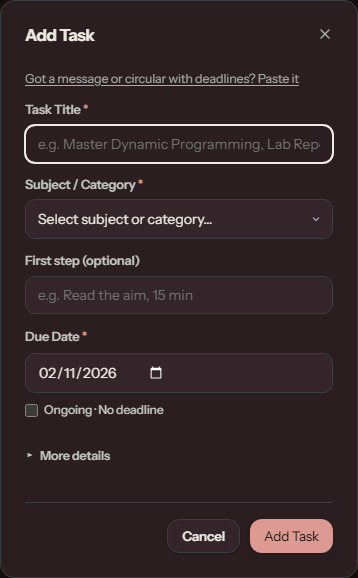 Add Task
Got a message or circular with deadlines? Paste it
Task Title *
e.g. Master Dynamic Programming, Lab Rep
Subject / Category *
Select subject or category...
First step (optional)
e.g. Read the aim, 15 min
Due Date *
02/11/2026
Ongoing · No deadline
More details
Cancel
Add Task